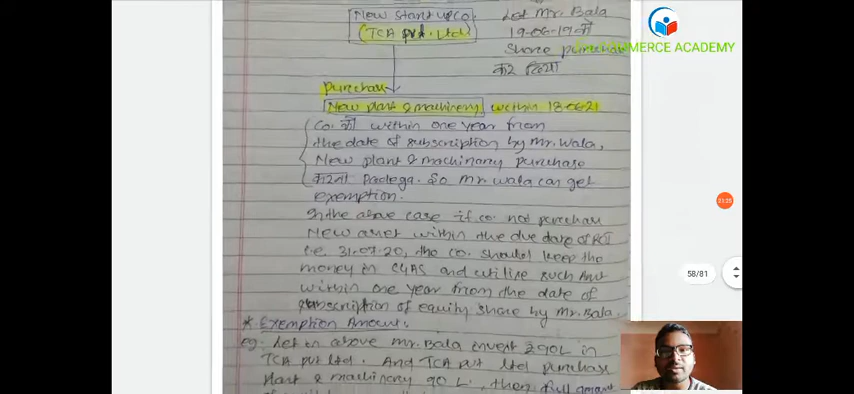 New Start up Co.
(TCA pvt. Ltd)
Let Mr. Bala
19-06-19 को
Share purchase
कर लिया
COMMERCE ACADEMY
purchase
New plant & machinery within 18-06-21
Co. को within one year from
the date of subscription by Mr. Wala,
New plant & machinary purchase
करना padega. So Mr. wala can get
exemption.
In the above case if co. not purchase
New asset within the due date of ROI
i.e. 31-07-20, the co. should keep the
money in CGAS and utilise such Amt
within one year from the date of
subscription of equity share by Mr. Bala.
* Exemption Amount.
eg. Let in above Mr. Bala invest ₹ 90L in
TCA pvt Ltd. And TCA pvt Ltd purchase
plant & machinery 90 L, then full amount
58/81